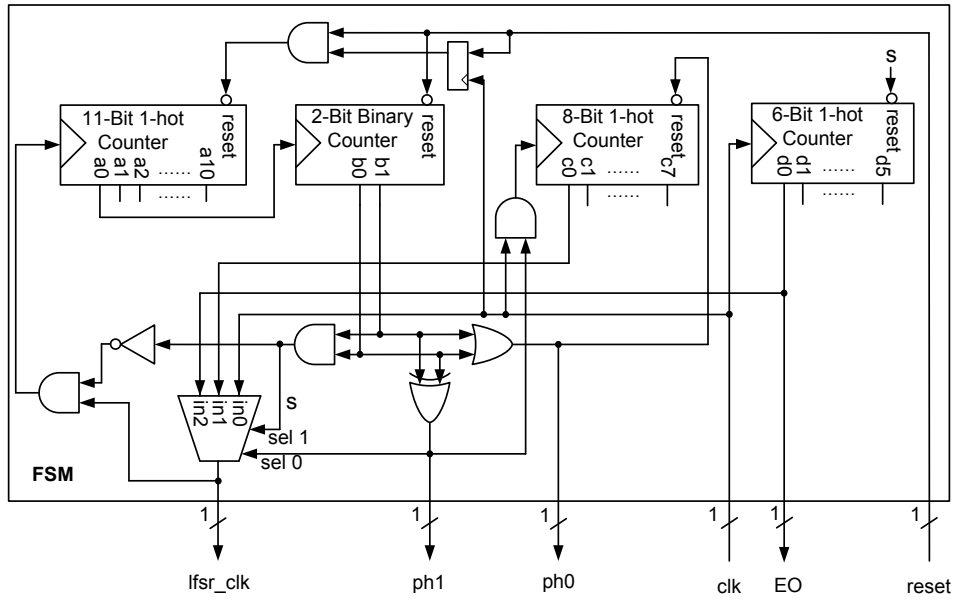 s
11-Bit 1-hot
Counter
reset
a0
a1
a2
......
a10
......
2-Bit Binary
Counter
reset
b0
b1
8-Bit 1-hot
Counter
reset
c0
c1
......
c7
......
6-Bit 1-hot
Counter
reset
d0
d1
......
d5
......
in2
in1
in0
s
sel 1
sel 0
FSM
1
1
1
1
1
1
lfsr_clk
ph1
ph0
clk
EO
reset